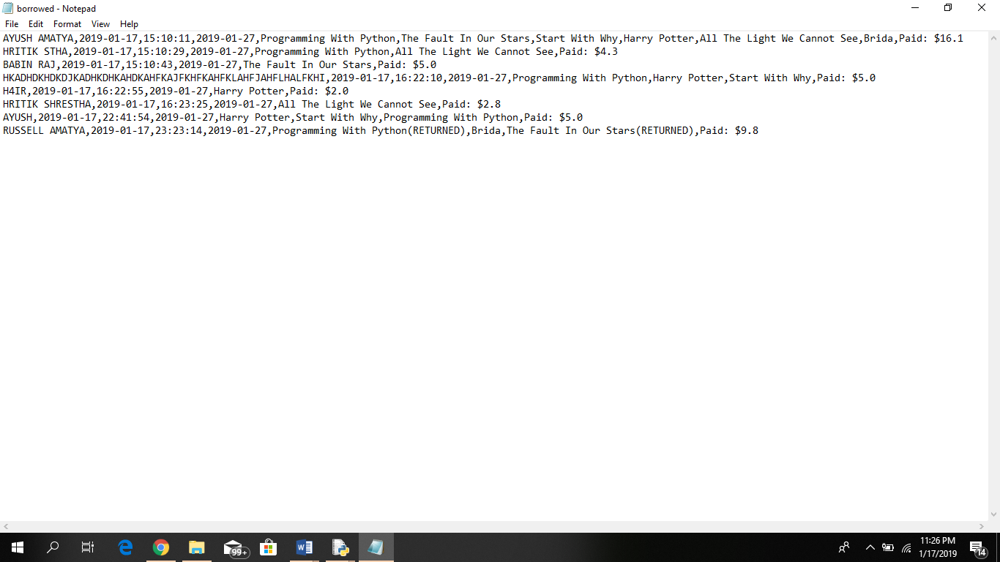 borrowed - Notepad
File Edit Format View Help
AYUSH AMATYA,2019-01-17,15:10:11,2019-01-27,Programming With Python,The Fault In Our Stars,Start With Why,Harry Potter,All The Light We Cannot See,Brida,Paid: $16.1
HRITIK STHA,2019-01-17,15:10:29,2019-01-27,Programming With Python,All The Light We Cannot See,Paid: $4.3
BABIN RAJ,2019-01-17,15:10:43,2019-01-27,The Fault In Our Stars,Paid: $5.0
HKADHDKHDKDJKADHKDHKAHDKAHFKAJFKHFKAHFKLAHFJAHFLHALFKHI,2019-01-17,16:22:10,2019-01-27,Programming With Python,Harry Potter,Start With Why,Paid: $5.0
H4IR,2019-01-17,16:22:55,2019-01-27,Harry Potter,Paid: $2.0
HRITIK SHRESTHA,2019-01-17,16:23:25,2019-01-27,All The Light We Cannot See,Paid: $2.8
AYUSH,2019-01-17,22:41:54,2019-01-27,Harry Potter,Start With Why,Programming With Python,Paid: $5.0
RUSSELL AMATYA,2019-01-17,23:23:14,2019-01-27,Programming With Python(RETURNED),Brida,The Fault In Our Stars(RETURNED),Paid: $9.8
99+
11:26 PM
1/17/2019
14